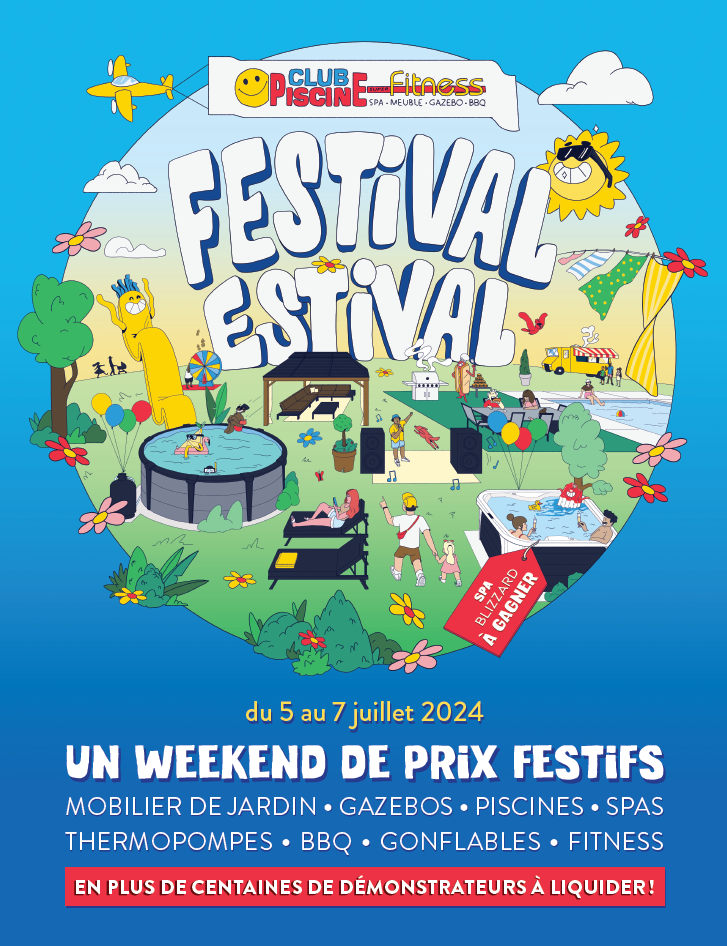 CLUB
PISCINE SUPER Fitness
SPA • MEUBLE • GAZEBO • BBQ
FESTIVAL
ESTIVAL
SPA
BLIZZARD
À GAGNER
du 5 au 7 juillet 2024
UN WEEKEND DE PRiX FESTiFS
MOBILIER DE JARDIN • GAZEBOS • PISCINES • SPAS
THERMOPOMPES • BBQ • GONFLABLES • FITNESS
EN PLUS DE CENTAINES DE DÉMONSTRATEURS À LIQUIDER !